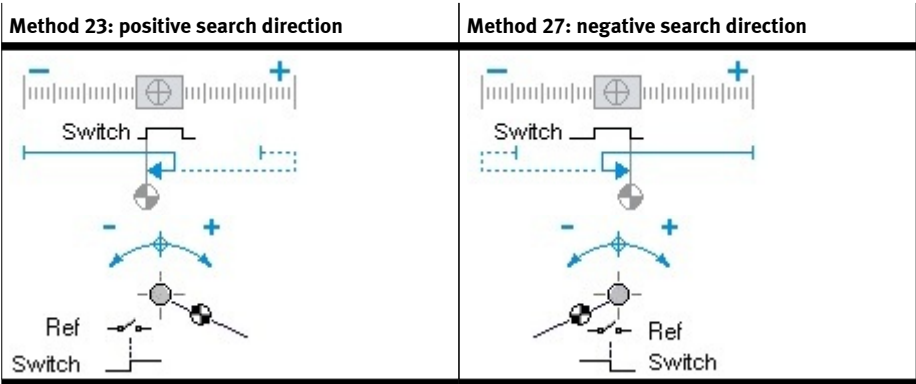 Method 23: positive search direction
Method 27: negative search direction
− +
Switch
− +
Ref
Switch
− +
Switch
− +
Ref
Switch